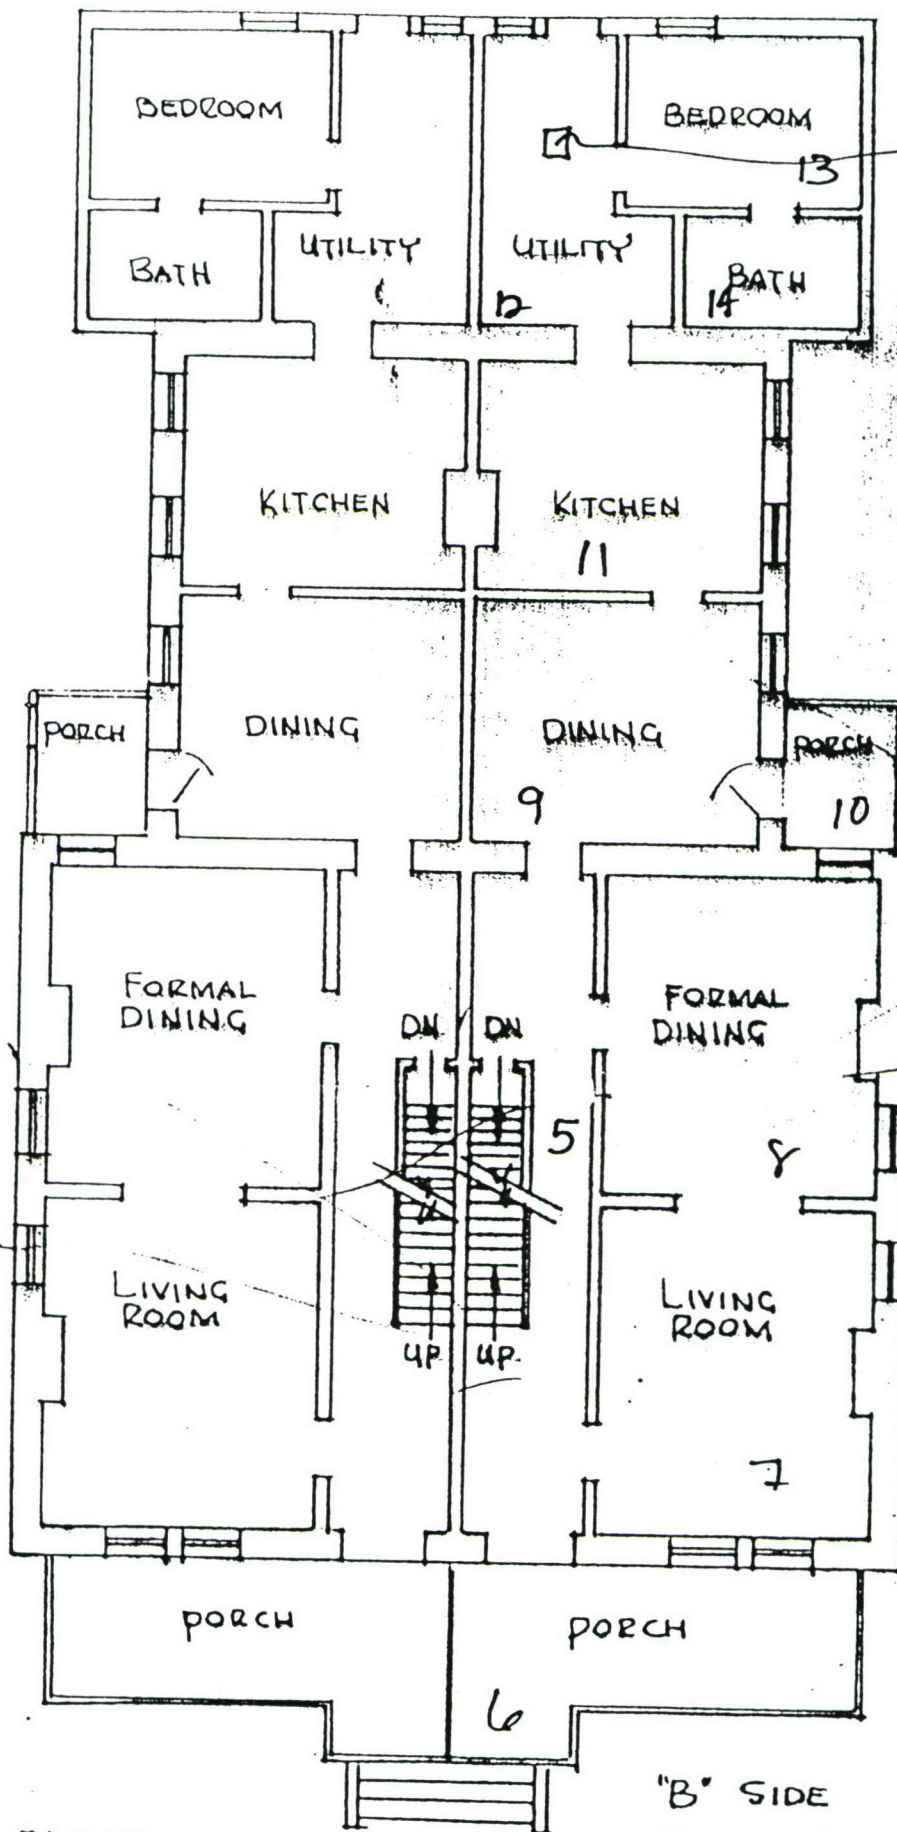 BEDROOM
BEDROOM
13
BATH
UTILITY
UTILITY
BATH
12
14
KITCHEN
KITCHEN
11
PORCH
DINING
DINING
PORCH
9
10
FORMAL
DINING
FORMAL
DINING
DN
DN
5
8
LIVING
ROOM
LIVING
ROOM
UP
UP
7
PORCH
PORCH
6
"B" SIDE